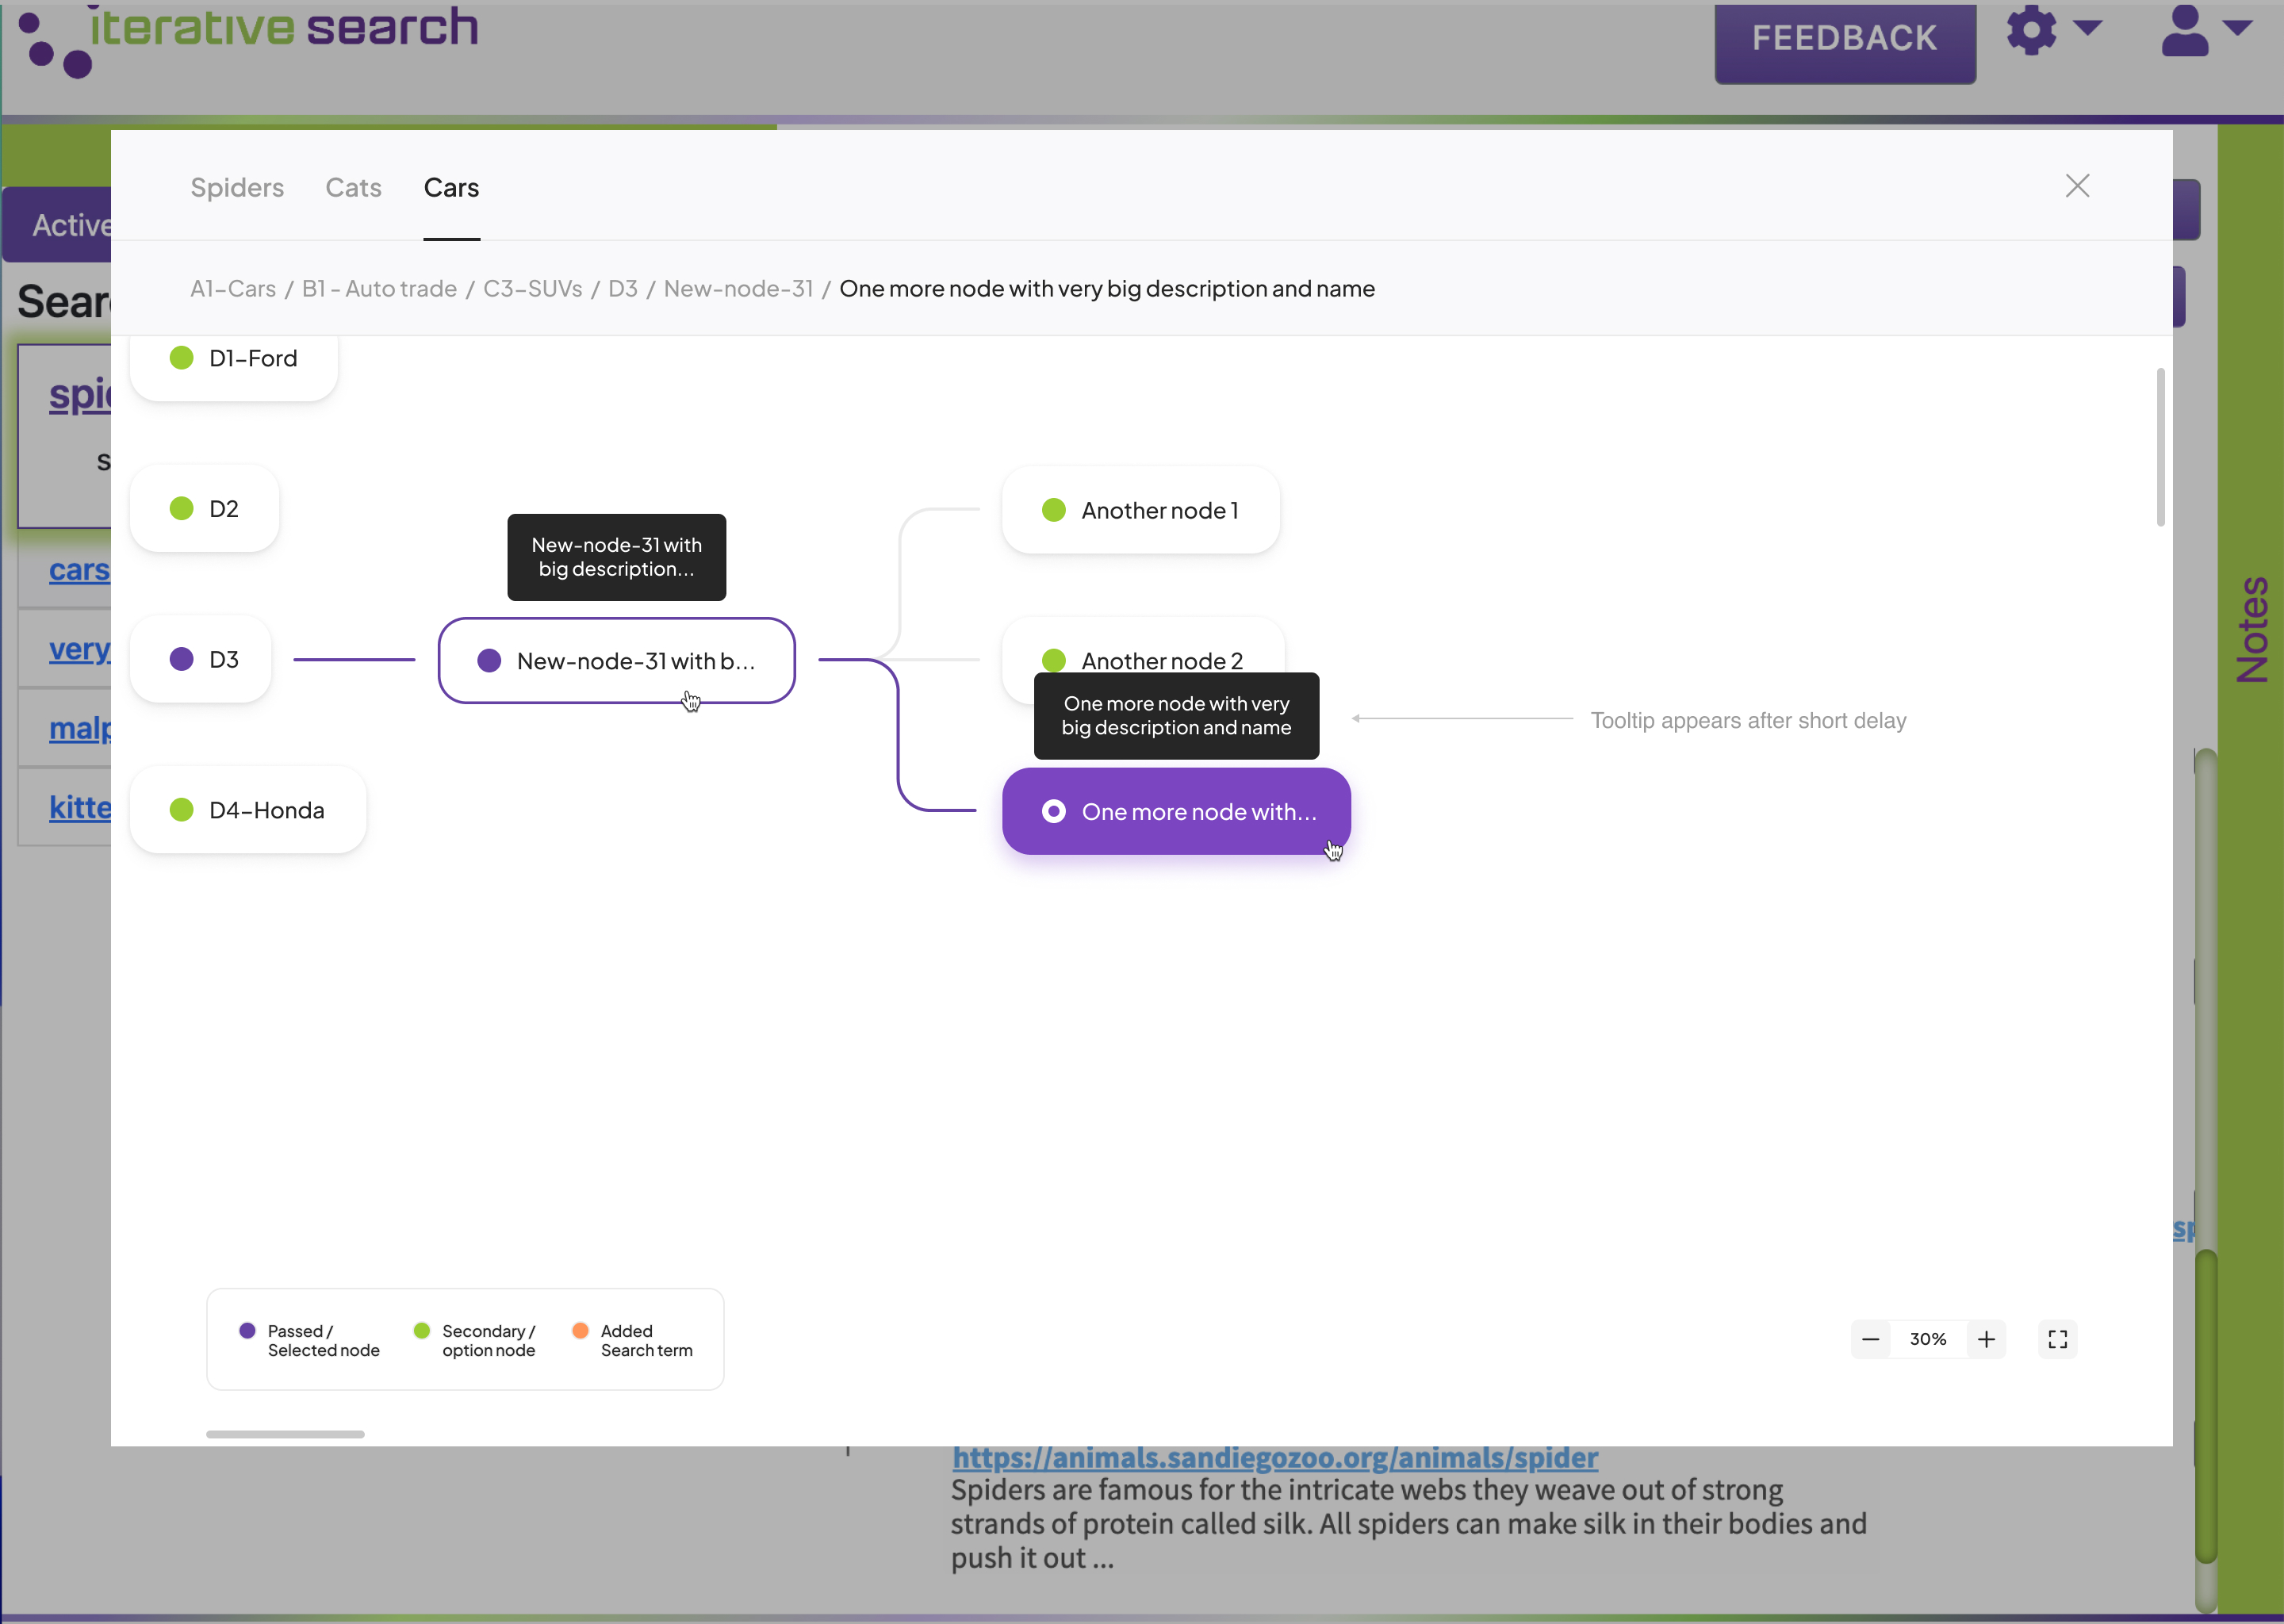 iterative search
FEEDBACK
Spiders Cats Cars
Active
A1–Cars / B1 - Auto trade / C3–SUVs / D3 / New-node-31 / One more node with very big description and name
D1–Ford
D2
Another node 1
New-node-31 with
big description...
cars
Notes
very
D3
New-node-31 with b...
Another node 2
One more node with very
big description and name
Tooltip appears after short delay
D4–Honda
One more node with...
Passed /
Selected node
Secondary /
option node
Added
Search term
30%
https://animals.sandiegozoo.org/animals/spider
Spiders are famous for the intricate webs they weave out of strong
strands of protein called silk. All spiders can make silk in their bodies and
push it out ...